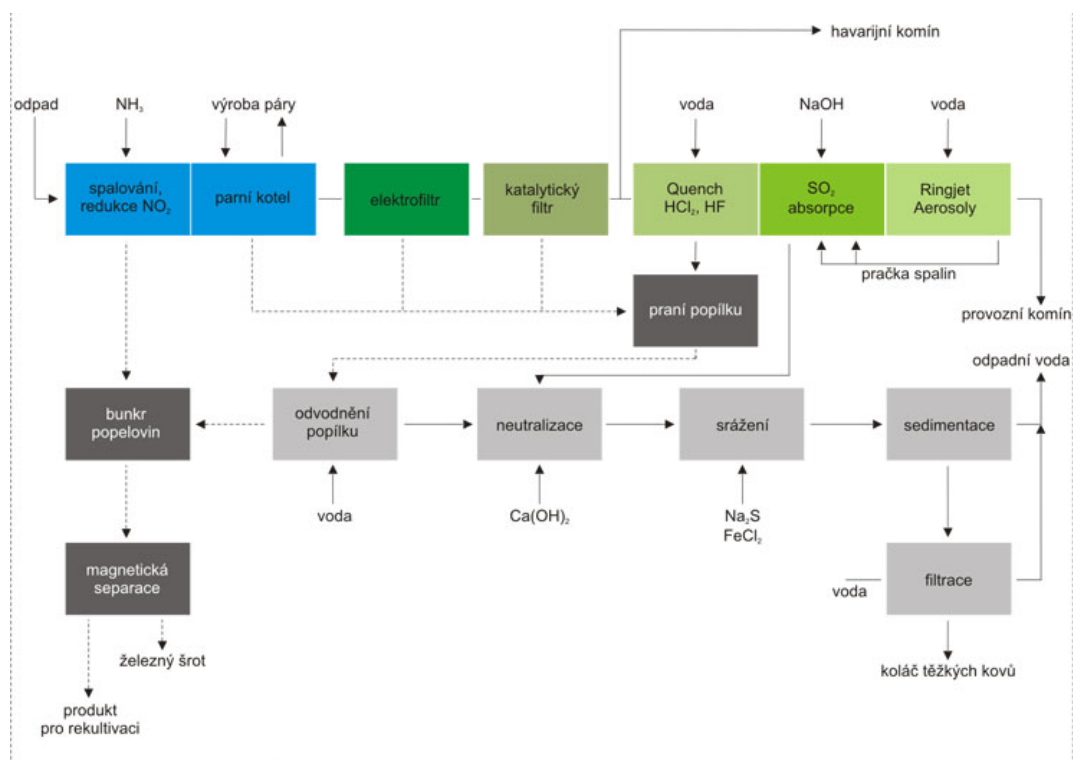 havarijní komín
odpad
NH₃
výroba páry
voda
NaOH
voda
spalování,
redukce NO₂
parní kotel
elektrofiltr
katalytický
filtr
Quench
HCl₂, HF
SO₂
absorpce
Ringjet
Aerosoly
pračka spalin
praní popílku
provozní komín
odpadní voda
bunkr
popelovin
odvodnění
popílku
neutralizace
srážení
sedimentace
voda
Ca(OH)₂
Na₂S
FeCl₂
magnetická
separace
filtrace
voda
železný šrot
koláč těžkých kovů
produkt
pro rekultivaci